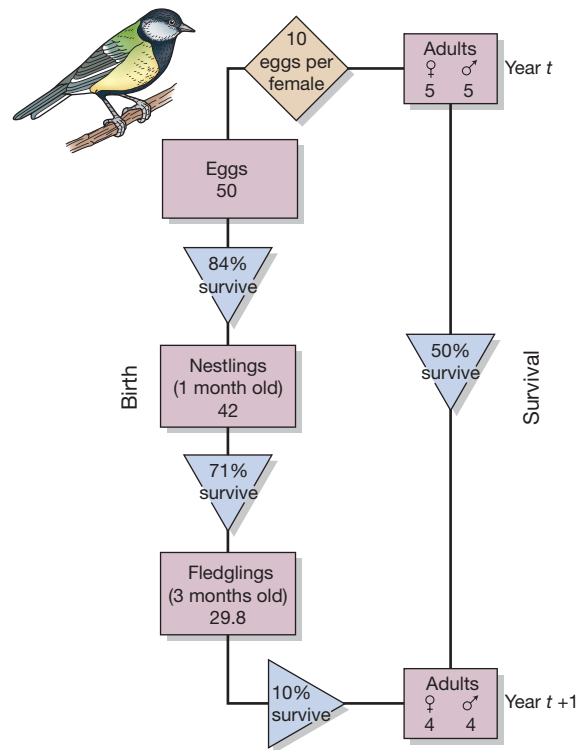 10
eggs per
female
Adults
♀ ♂
5 5
Year t
Eggs
50
84%
survive
Nestlings
(1 month old)
42
71%
survive
Fledglings
(3 months old)
29.8
10%
survive
Birth
50%
survive
Survival
Adults
♀ ♂
4 4
Year t +1